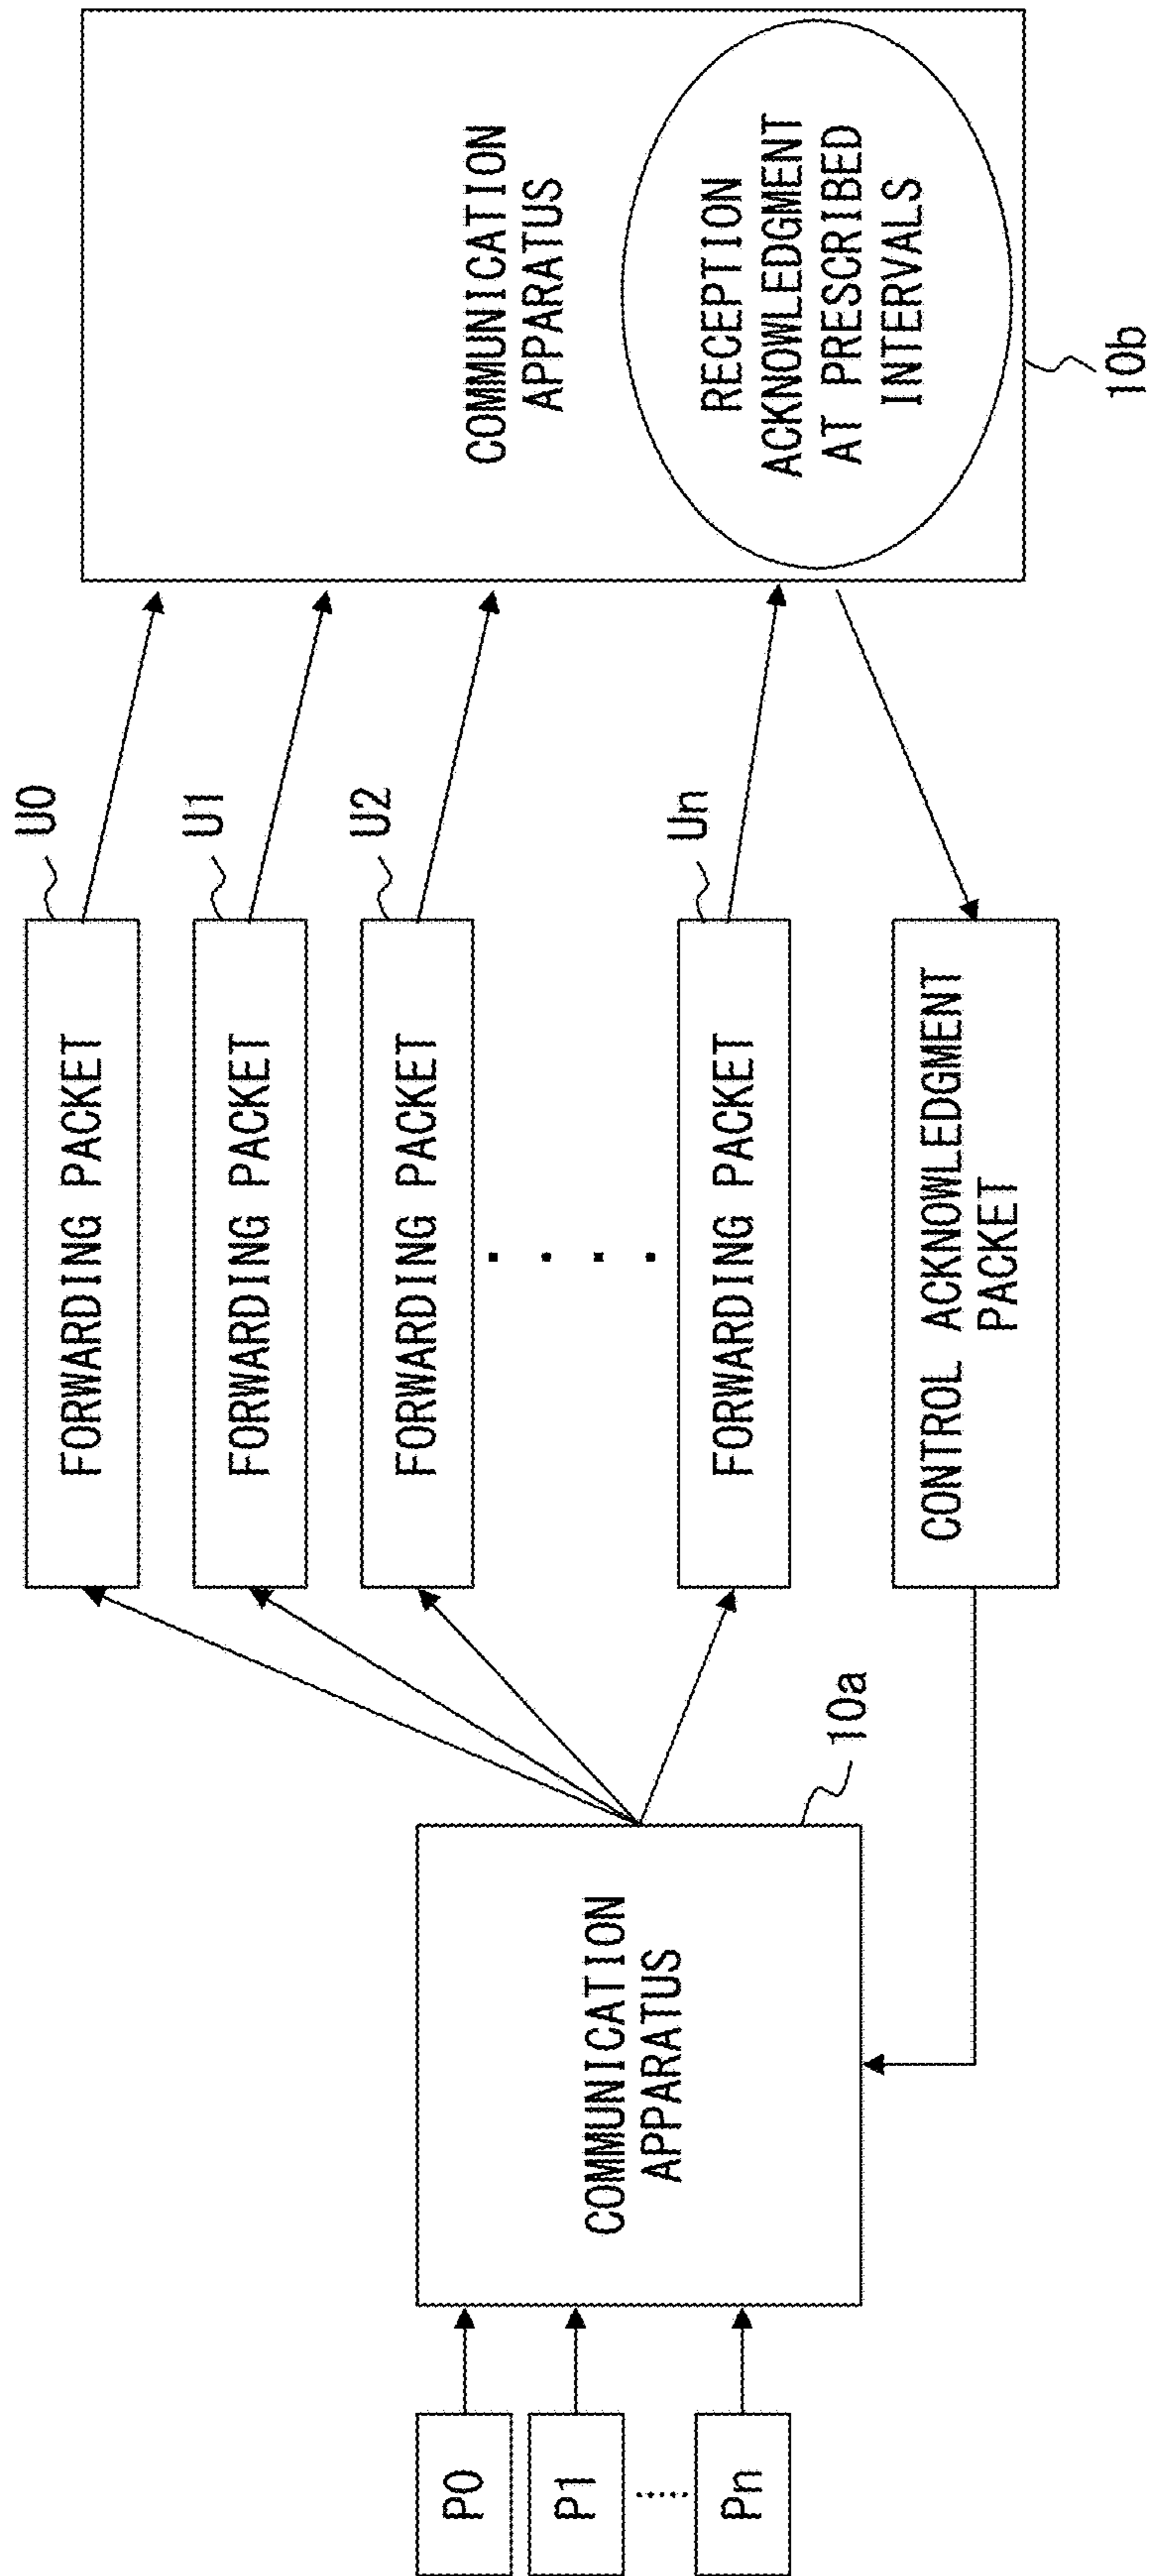 P0
P1
Pn
COMMUNICATION
APPARATUS
10a
FORWARDING PACKET
U0
FORWARDING PACKET
U1
FORWARDING PACKET
U2
FORWARDING PACKET
Un
CONTROL ACKNOWLEDGMENT
PACKET
COMMUNICATION
APPARATUS
RECEPTION
ACKNOWLEDGMENT
AT PRESCRIBED
INTERVALS
10b